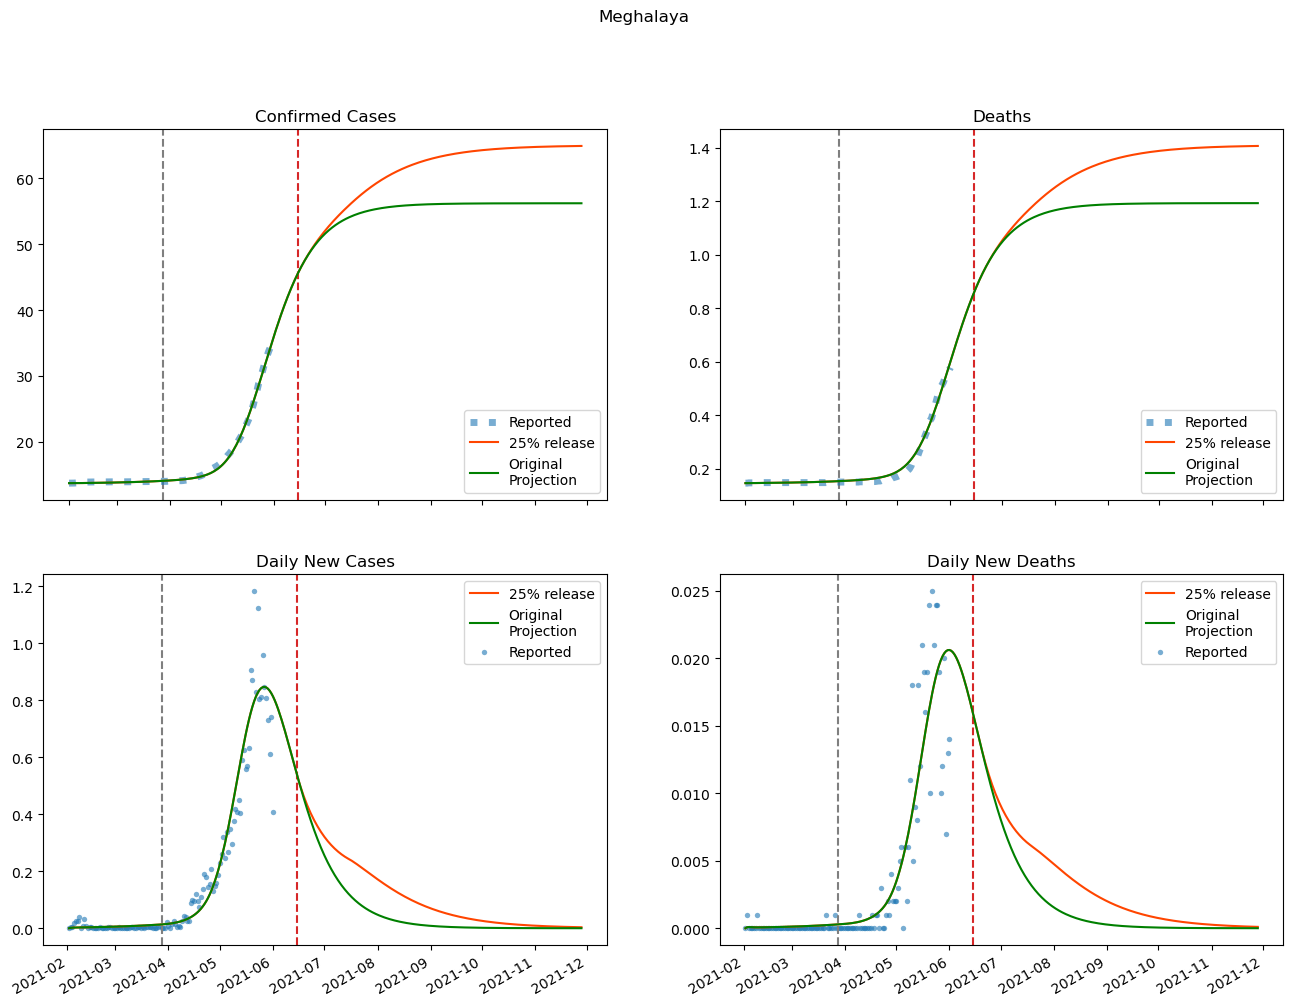 Meghalaya
Confirmed Cases
60
50
40
30
20
Reported
25% release
Original
Projection
Deaths
1.4
1.2
1.0
0.8
0.6
0.4
0.2
Reported
25% release
Original
Projection
Daily New Cases
1.2
1.0
0.8
0.6
0.4
0.2
0.0
25% release
Original
Projection
Reported
2021-02
2021-03
2021-04
2021-05
2021-06
2021-07
2021-08
2021-09
2021-10
2021-11
2021-12
Daily New Deaths
0.025
0.020
0.015
0.010
0.005
0.000
25% release
Original
Projection
Reported
2021-02
2021-03
2021-04
2021-05
2021-06
2021-07
2021-08
2021-09
2021-10
2021-11
2021-12